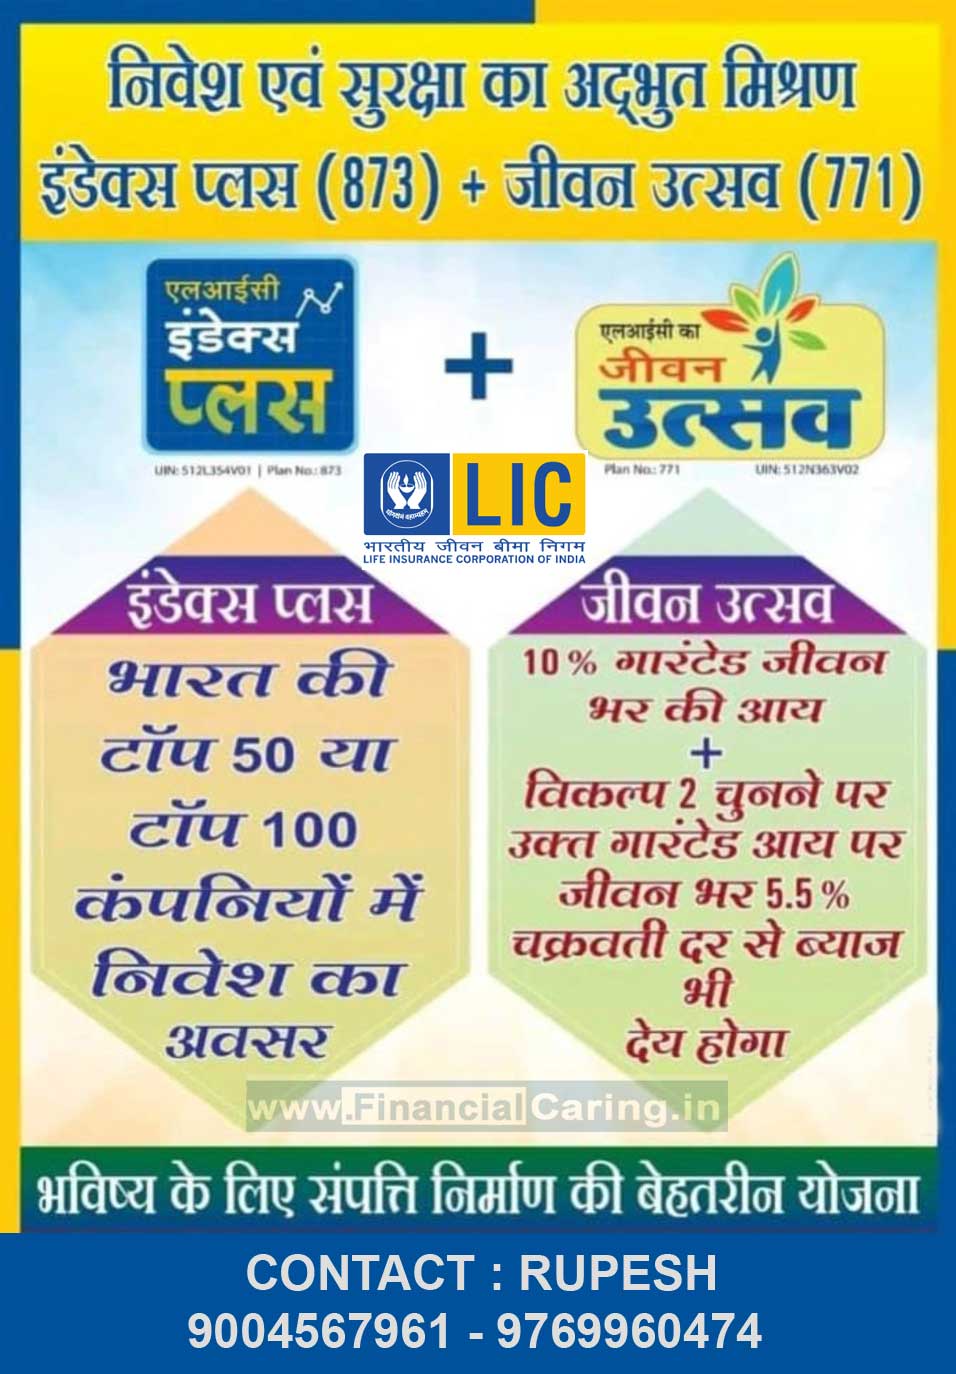 निवेश एवं सुरक्षा का अद्भुत मिश्रण
इंडेक्स प्लस (873) + जीवन उत्सव (771)
एलआईसी
इंडेक्स
प्लस
UIN: 512L354V01 | Plan No.: 873
+
एलआईसी का
जीवन
उत्सव
Plan No.: 771 UIN: 512N363V02
योगक्षेमं वहाम्यहम्
LIC
भारतीय जीवन बीमा निगम
LIFE INSURANCE CORPORATION OF INDIA
इंडेक्स प्लस
भारत की
टॉप 50 या
टॉप 100
कंपनियों में
निवेश का
अवसर
जीवन उत्सव
10 % गारंटेड जीवन
भर की आय
+
विकल्प 2 चुनने पर
उक्त गारंटेड आय पर
जीवन भर 5.5 %
चक्रवती दर से ब्याज
भी
देय होगा
www.FinancialCaring.in
भविष्य के लिए संपत्ति निर्माण की बेहतरीन योजना
CONTACT : RUPESH
9004567961 - 9769960474